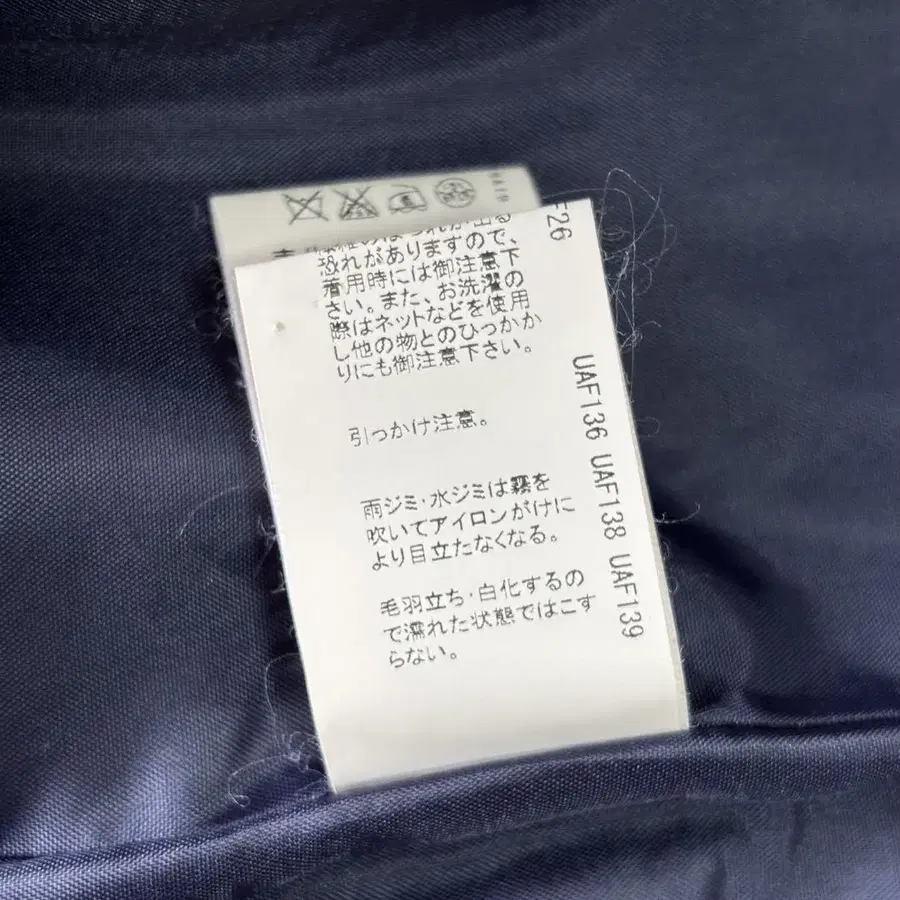 恐れがありますので、
着用時には御注意下
さい。また、お洗濯の
際はネットなどを使用
し他の物とのひっかか
りにも御注意下さい。
引っかけ注意。
雨ジミ・水ジミは霧を
吹いてアイロンがけに
より目立たなくなる。
毛羽立ち・白化するの
で濡れた状態ではこす
らない。
F26
UAF136 UAF138 UAF139